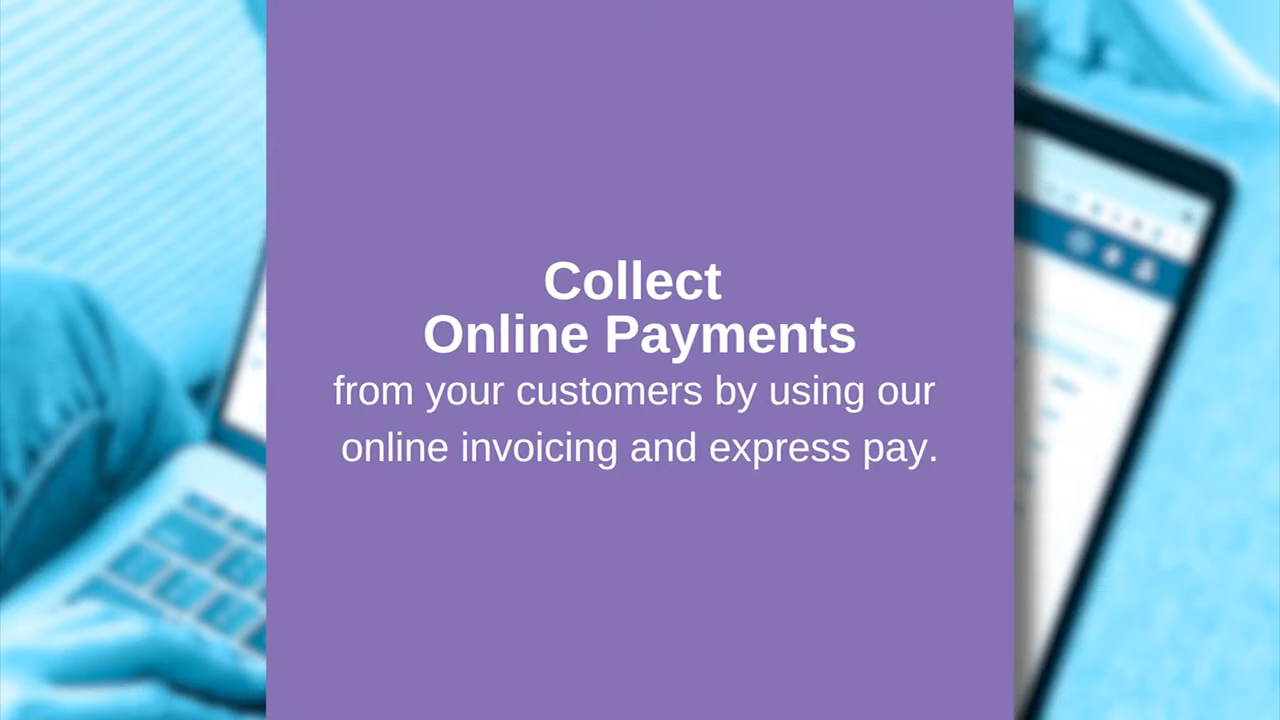 Collect
Online Payments
from your customers by using our
online invoicing and express pay.